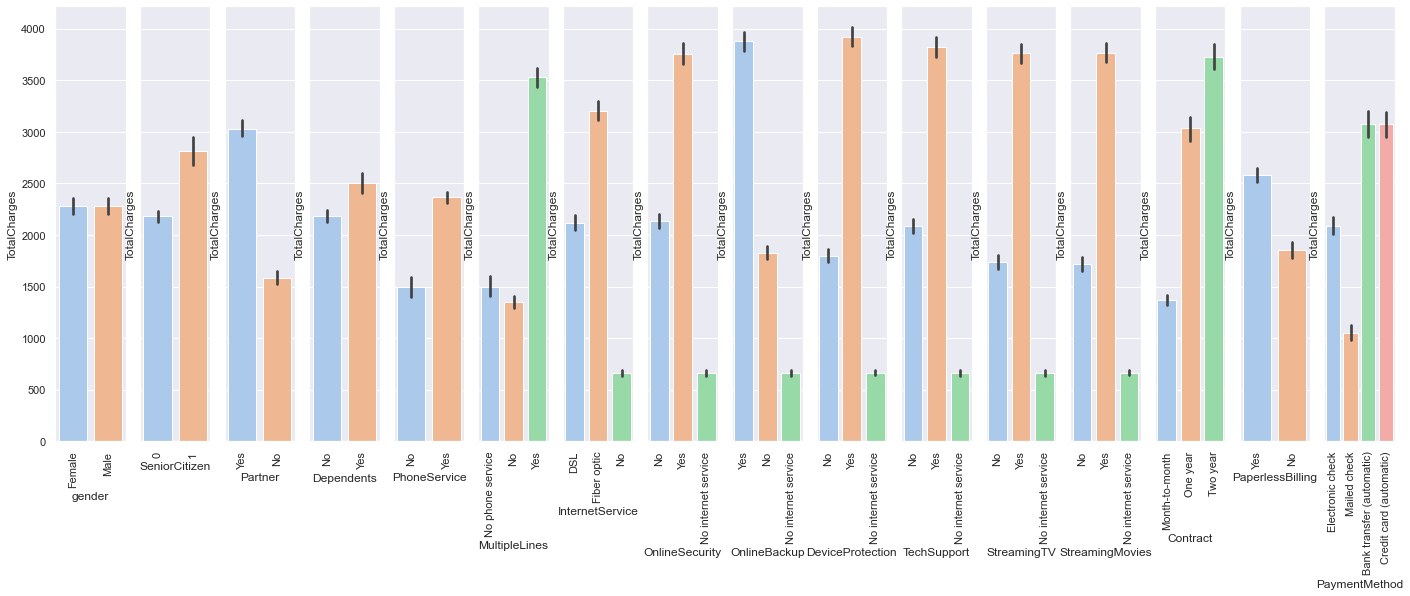 4000
3500
3000
2500
2000
1500
1000
500
0
TotalCharges
Female
Male
gender
TotalCharges
0
1
SeniorCitizen
TotalCharges
Yes
No
Partner
TotalCharges
No
Yes
Dependents
TotalCharges
No
Yes
PhoneService
TotalCharges
No phone service
No
Yes
MultipleLines
TotalCharges
DSL
Fiber optic
No
InternetService
TotalCharges
No
Yes
No internet service
OnlineSecurity
TotalCharges
Yes
No
No internet service
OnlineBackup
TotalCharges
No
Yes
No internet service
DeviceProtection
TotalCharges
No
Yes
No internet service
TechSupport
TotalCharges
No
Yes
No internet service
StreamingTV
TotalCharges
No
Yes
No internet service
StreamingMovies
TotalCharges
Month-to-month
One year
Two year
Contract
TotalCharges
Yes
No
PaperlessBilling
TotalCharges
Electronic check
Mailed check
Bank transfer (automatic)
Credit card (automatic)
PaymentMethod